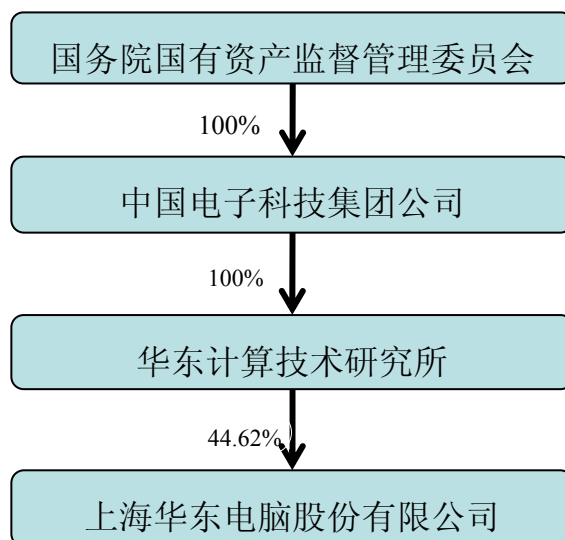 国务院国有资产监督管理委员会
100%
中国电子科技集团公司
100%
华东计算技术研究所
44.62%
上海华东电脑股份有限公司